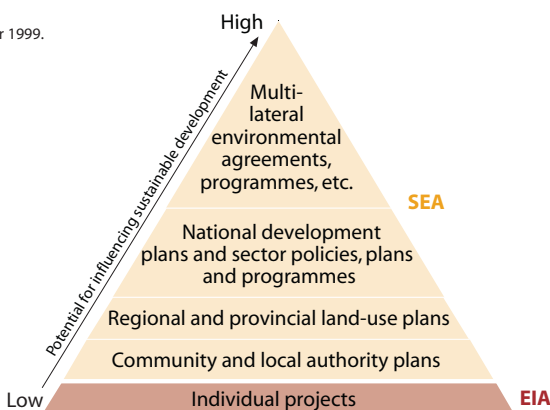 High
r 1999.
Potential for influencing sustainable development
Multi-
lateral
environmental
agreements,
programmes, etc.
SEA
National development
plans and sector policies, plans
and programmes
Regional and provincial land-use plans
Community and local authority plans
Low
Individual projects
EIA